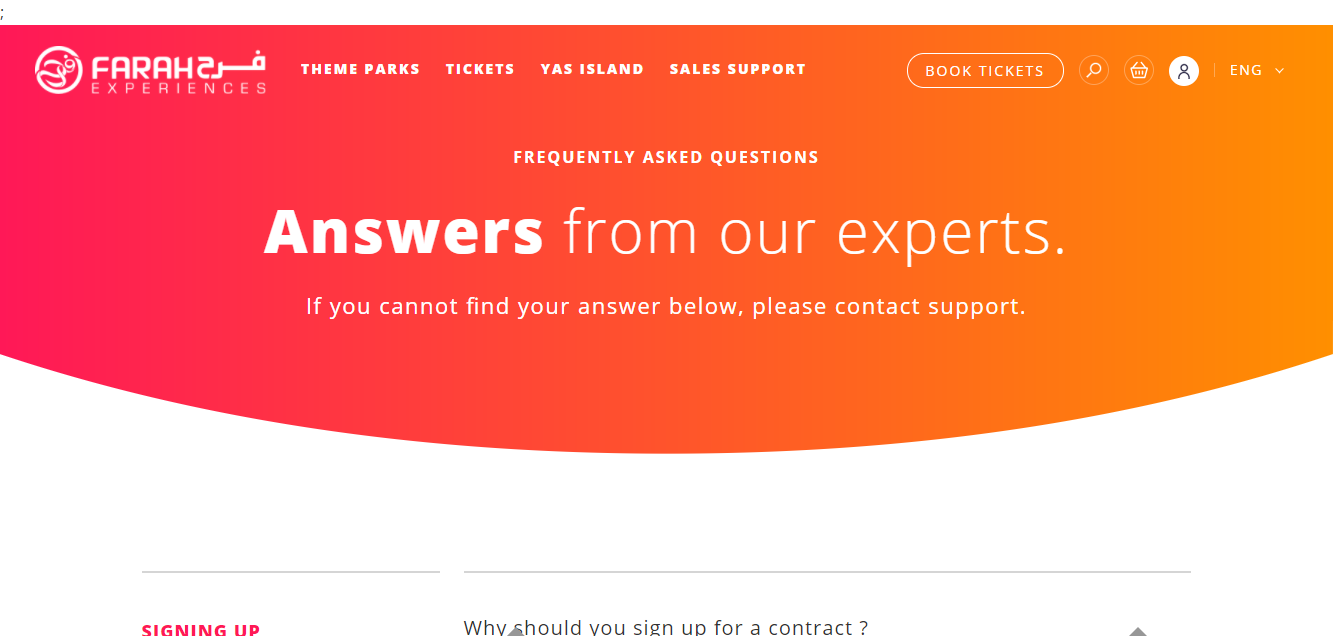 ;
FARAH فرح
EXPERIENCES
THEME PARKS TICKETS YAS ISLAND SALES SUPPORT
BOOK TICKETS ENG
FREQUENTLY ASKED QUESTIONS
Answers from our experts.
If you cannot find your answer below, please contact support.
SIGNING UP
Why should you sign up for a contract ?